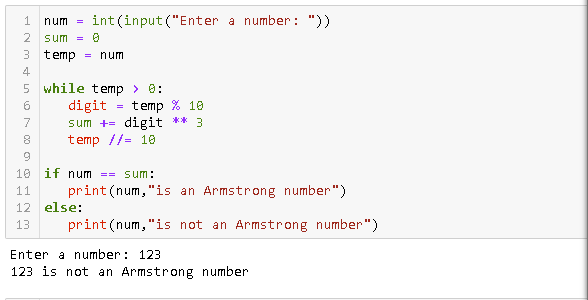 1 num = int(input("Enter a number: "))
2 sum = 0
3 temp = num
4
5 while temp > 0:
6    digit = temp % 10
7    sum += digit ** 3
8    temp //= 10
9
10 if num == sum:
11    print(num,"is an Armstrong number")
12 else:
13    print(num,"is not an Armstrong number")
Enter a number: 123
123 is not an Armstrong number